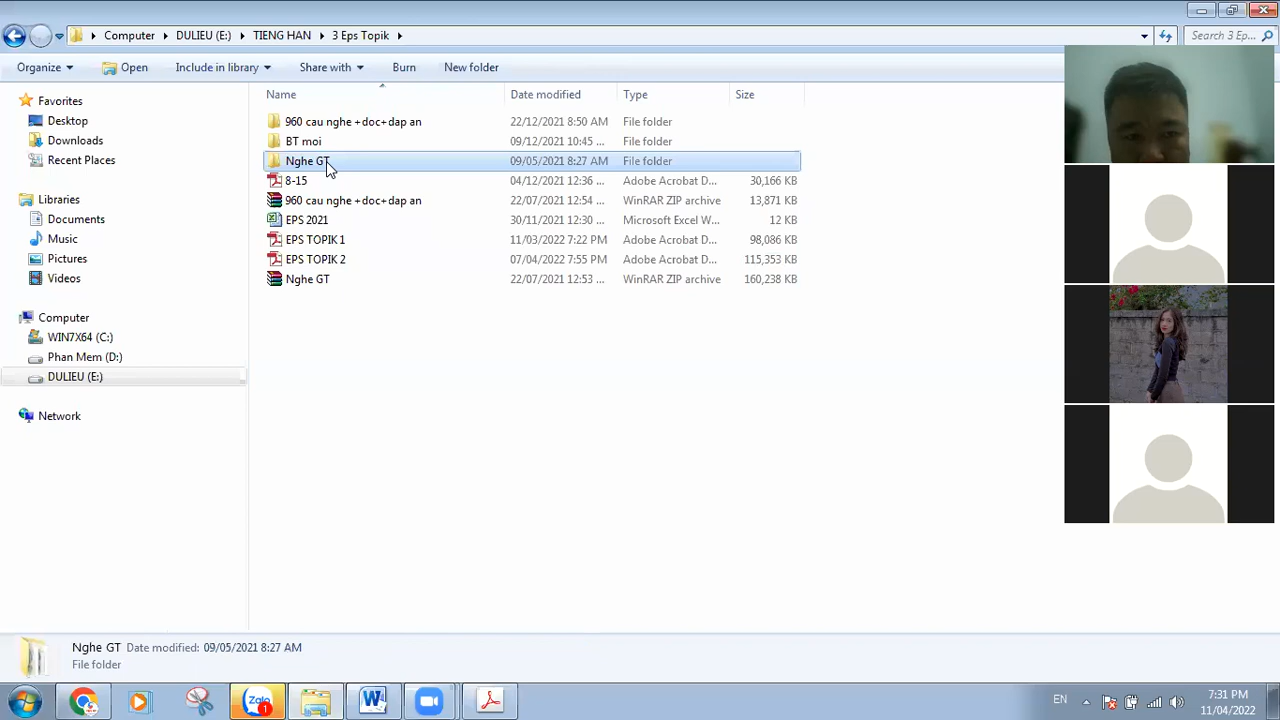 Computer ▸ DULIEU (E:) ▸ TIENG HAN ▸ 3 Eps Topik ▸
Search 3 Ep...
Organize Open Include in library Share with Burn New folder
Favorites
Desktop
Downloads
Recent Places
Libraries
Documents
Music
Pictures
Videos
Computer
WIN7X64 (C:)
Phan Mem (D:)
DULIEU (E:)
Network
Name Date modified Type Size
960 cau nghe +doc+dap an 22/12/2021 8:50 AM File folder
BT moi 09/12/2021 10:45 ... File folder
Nghe GT 09/05/2021 8:27 AM File folder
8-15 04/12/2021 12:36 ... Adobe Acrobat D... 30,166 KB
960 cau nghe +doc+dap an 22/07/2021 12:54 ... WinRAR ZIP archive 13,871 KB
EPS 2021 30/11/2021 12:30 ... Microsoft Excel W... 12 KB
EPS TOPIK 1 11/03/2022 7:22 PM Adobe Acrobat D... 98,086 KB
EPS TOPIK 2 07/04/2022 7:55 PM Adobe Acrobat D... 115,353 KB
Nghe GT 22/07/2021 12:53 ... WinRAR ZIP archive 160,238 KB
Nghe GT Date modified: 09/05/2021 8:27 AM
File folder
Zalo
1
W
EN
7:31 PM
11/04/2022